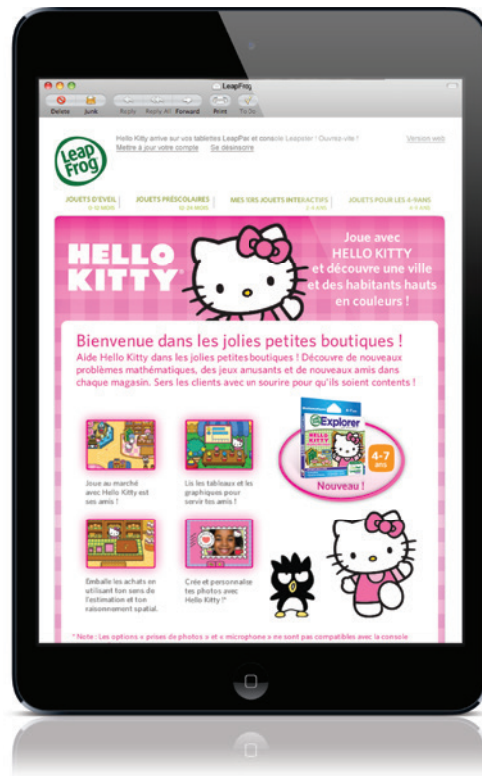 LeapFrog
Delete Junk Reply Reply All Forward Print To Do
Leap
Frog
Hello Kitty arrive sur vos tablettes LeapPad et console Leapster ! Ouvrez-vite !
Version web
Mettre à jour votre compte Se désinscrire
JOUETS D'EVEIL JOUETS PRÉSCOLAIRES MES 1ERS JOUETS INTERACTIFS JOUETS POUR LES 4-9ANS
HELLO
KITTY
Joue avec
HELLO KITTY
et découvre une ville
et des habitants hauts
en couleurs !
Bienvenue dans les jolies petites boutiques !
Aide Hello Kitty dans les jolies petites boutiques ! Découvre de nouveaux
problèmes mathématiques, des jeux amusants et de nouveaux amis dans
chaque magasin. Sers les clients avec un sourire pour qu'ils soient contents !
Joue au marché
avec Hello Kitty et
ses amis !
Lis les tableaux et les
graphiques pour
servir tes amis !
Explorer
HELLO KITTY
4-7
ans
Nouveau !
Emballe les achats en
utilisant ton sens de
l'estimation et ton
raisonnement spatial.
Crée et personnalise
tes photos avec
Hello Kitty !*
* Note : Les options « prises de photos » et « microphone » ne sont pas compatibles avec la console